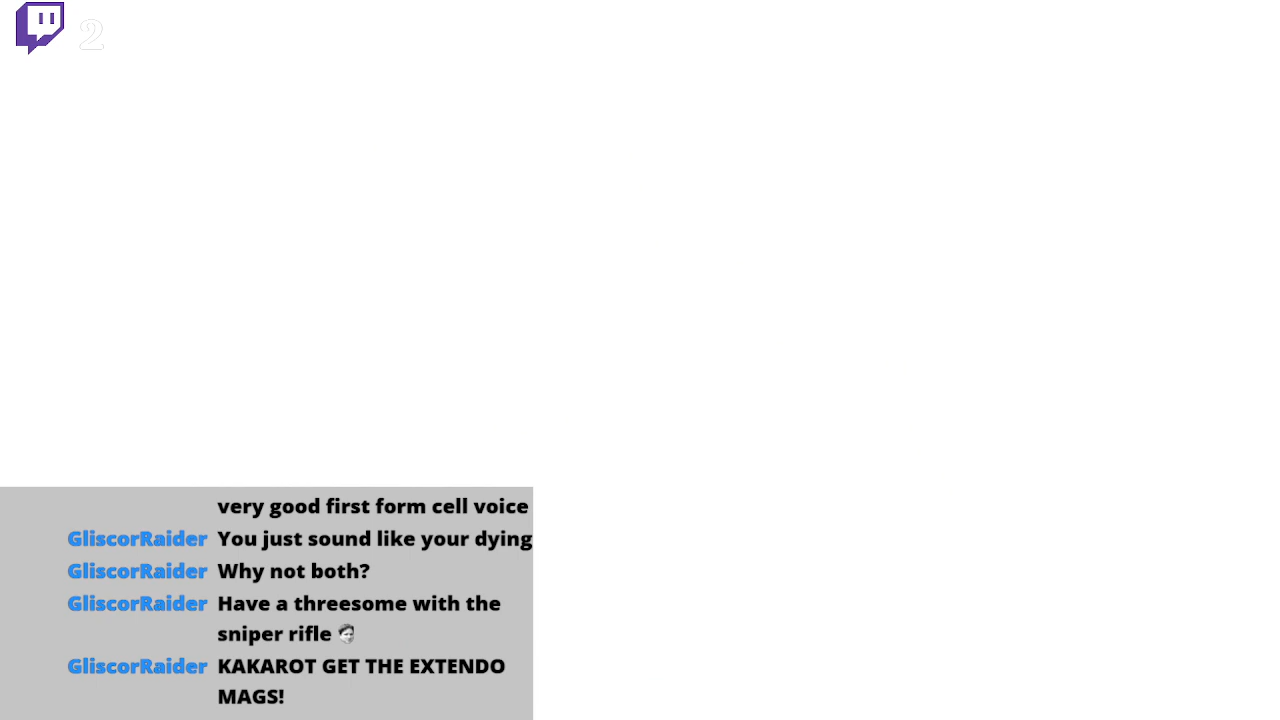 2
very good first form cell voice
GliscorRaider You just sound like your dying
GliscorRaider Why not both?
GliscorRaider Have a threesome with the
sniper rifle
GliscorRaider KAKAROT GET THE EXTENDO
MAGS!